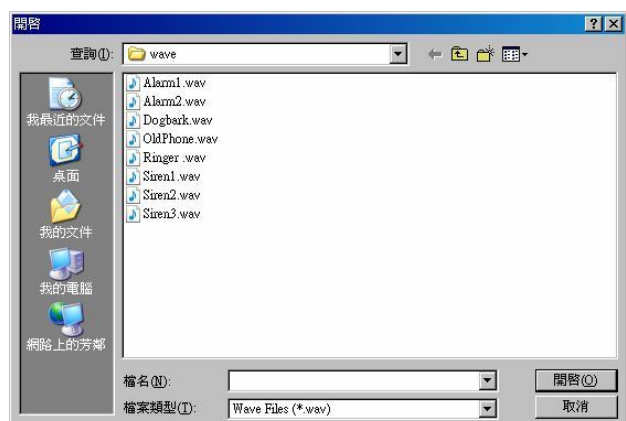 開啓
查詢(I):
wave
Alarm1.wav
Alarm2.wav
Dogbark.wav
OldPhone.wav
Ringer .wav
Siren1.wav
Siren2.wav
Siren3.wav
我最近的文件
桌面
我的文件
我的電腦
網路上的芳鄰
檔名(N):
開啓(O)
檔案類型(T):
Wave Files (*.wav)
取消